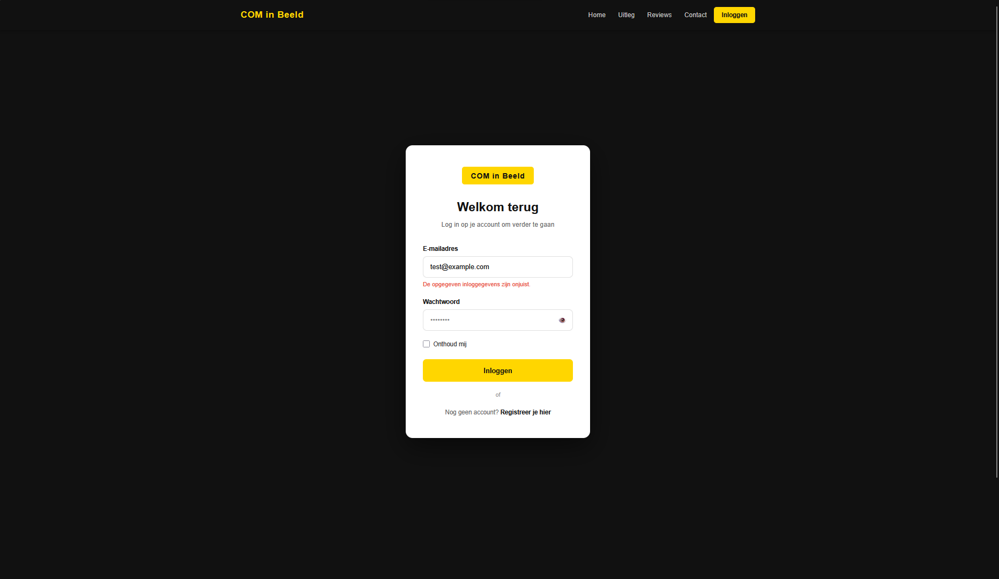 COM in Beeld
Home Uitleg Reviews Contact Inloggen
COM in Beeld
Welkom terug
Log in op je account om verder te gaan
E-mailadres
test@example.com
De opgegeven inloggegevens zijn onjuist.
Wachtwoord
••••••••
Onthoud mij
Inloggen
of
Nog geen account? Registreer je hier